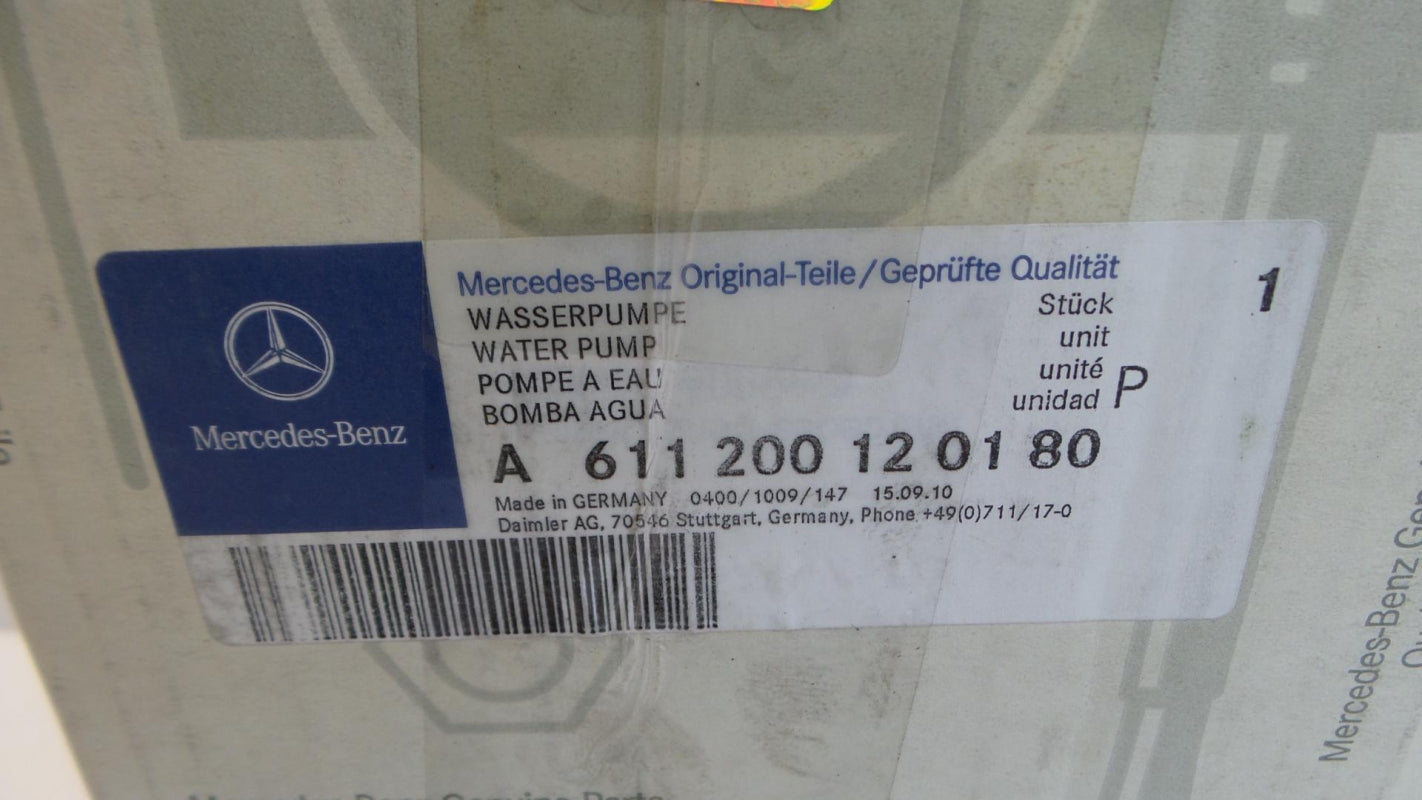 Mercedes-Benz
Mercedes-Benz Original-Teile/Geprüfte Qualität
1
WASSERPUMPE
Stück
WATER PUMP
unit
POMPE A EAU
unité
BOMBA AGUA
unidad P
A 611 200 12 01 80
Made in GERMANY 0400/1009/147 15.09.10
Daimler AG, 70546 Stuttgart, Germany, Phone +49(0)711/17-0
Mercedes-Benz